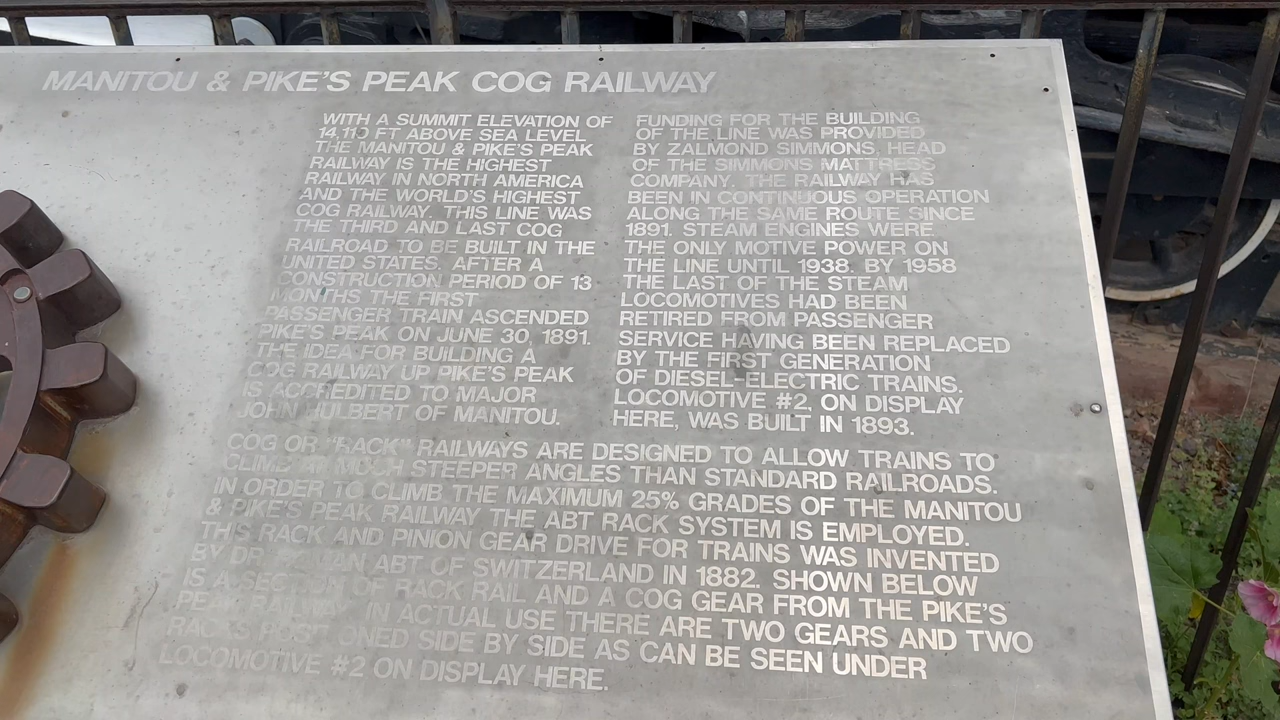 MANITOU & PIKE'S PEAK COG RAILWAY
WITH A SUMMIT ELEVATION OF
14,110 FT ABOVE SEA LEVEL
THE MANITOU & PIKE'S PEAK
RAILWAY IS THE HIGHEST
RAILWAY IN NORTH AMERICA
AND THE WORLD'S HIGHEST
COG RAILWAY. THIS LINE WAS
THE THIRD AND LAST COG
RAILROAD TO BE BUILT IN THE
UNITED STATES. AFTER A
CONSTRUCTION PERIOD OF 13
MONTHS THE FIRST
PASSENGER TRAIN ASCENDED
PIKE'S PEAK ON JUNE 30, 1891.
THE IDEA FOR BUILDING A
COG RAILWAY UP PIKE'S PEAK
IS ACCREDITED TO MAJOR
JOHN HULBERT OF MANITOU.
FUNDING FOR THE BUILDING
OF THE LINE WAS PROVIDED
BY ZALMOND SIMMONS, HEAD
OF THE SIMMONS MATTRESS
COMPANY. THE RAILWAY HAS
BEEN IN CONTINUOUS OPERATION
ALONG THE SAME ROUTE SINCE
1891. STEAM ENGINES WERE
THE ONLY MOTIVE POWER ON
THE LINE UNTIL 1938. BY 1958
THE LAST OF THE STEAM
LOCOMOTIVES HAD BEEN
RETIRED FROM PASSENGER
SERVICE HAVING BEEN REPLACED
BY THE FIRST GENERATION
OF DIESEL-ELECTRIC TRAINS.
LOCOMOTIVE #2, ON DISPLAY
HERE, WAS BUILT IN 1893.
COG OR "RACK" RAILWAYS ARE DESIGNED TO ALLOW TRAINS TO
CLIMB AT MUCH STEEPER ANGLES THAN STANDARD RAILROADS.
IN ORDER TO CLIMB THE MAXIMUM 25% GRADES OF THE MANITOU
& PIKE'S PEAK RAILWAY THE ABT RACK SYSTEM IS EMPLOYED.
THIS RACK AND PINION GEAR DRIVE FOR TRAINS WAS INVENTED
BY DR. ABT OF SWITZERLAND IN 1882. SHOWN BELOW
IS A SECTION OF RACK RAIL AND A COG GEAR FROM THE PIKE'S
PEAK RAILWAY. IN ACTUAL USE THERE ARE TWO GEARS AND TWO
RACKS POSITIONED SIDE BY SIDE AS CAN BE SEEN UNDER
LOCOMOTIVE #2 ON DISPLAY HERE.